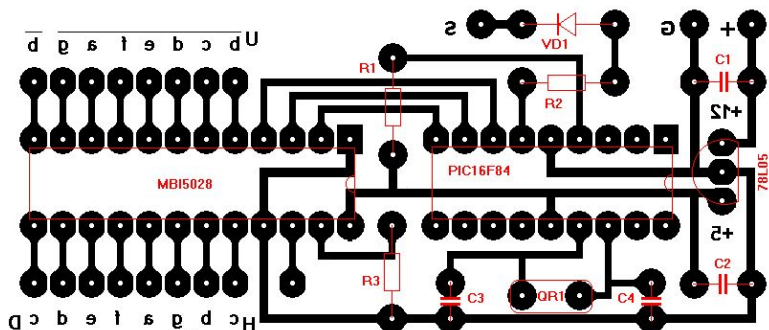 b g a f e d c b U
S
G
+
VD1
C1
R1
R2
+12
MBI5028
PIC16F84
78L05
+5
R3
C3
QR1
C4
C2
D c d e f a g b c H